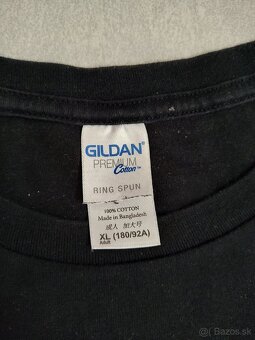 GILDAN®
PREMIUM
Cotton™
RING SPUN
100% COTTON
Made in Bangladesh
成人 加大号
XL (180/92A)
Adult
bazos.sk